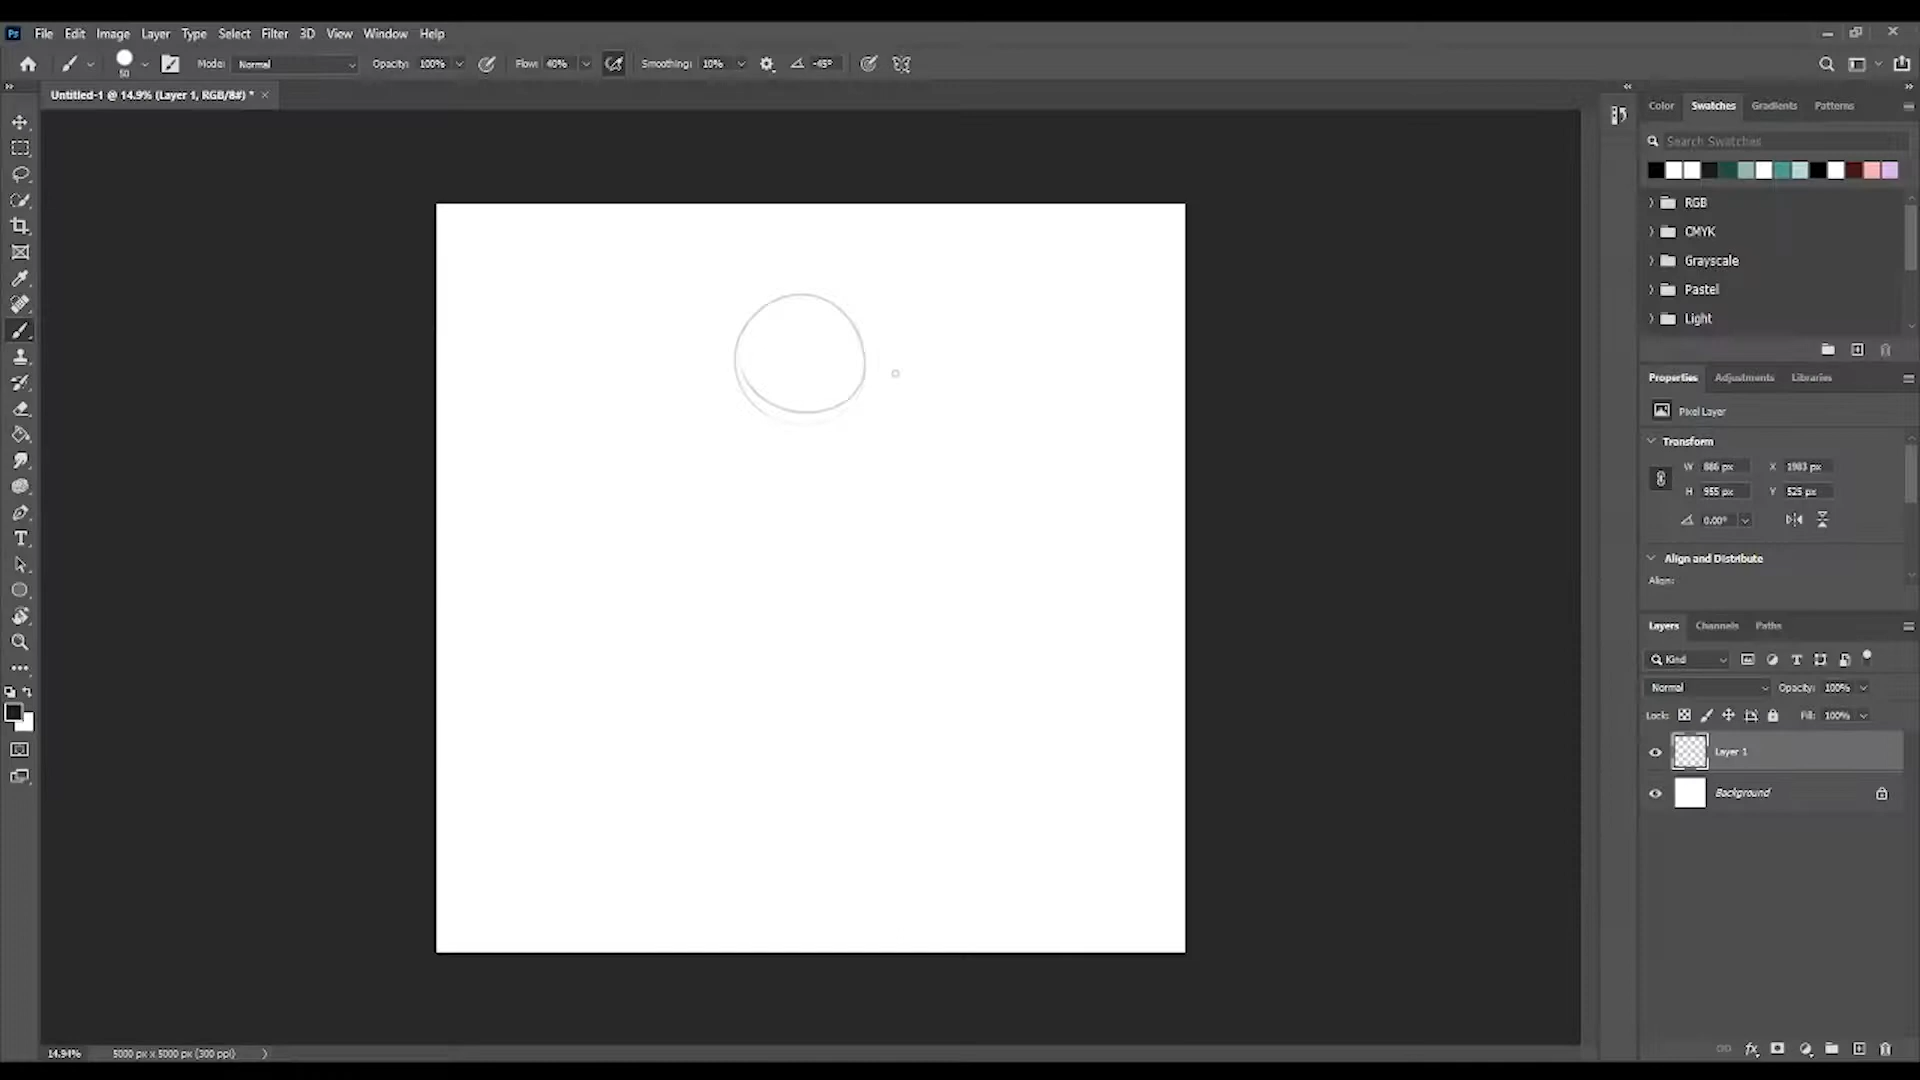 Ps File Edit Image Layer Type Select Filter 3D View Window Help
50 Mode: Normal Opacity: 100% Flow: 40% Smoothing: 10% -45°
Untitled-1 @ 14.9% (Layer 1, RGB/8#) * ×
Color Swatches Gradients Patterns
Search Swatches
RGB
CMYK
Grayscale
Pastel
Light
Properties Adjustments Libraries
Pixel Layer
Transform
W 886 px X 1983 px
H 955 px Y 525 px
0.00°
Align and Distribute
Align:
Layers Channels Paths
Kind
Normal Opacity: 100%
Lock: Fill: 100%
Layer 1
Background
14.94% 5000 px x 5000 px (300 ppi)